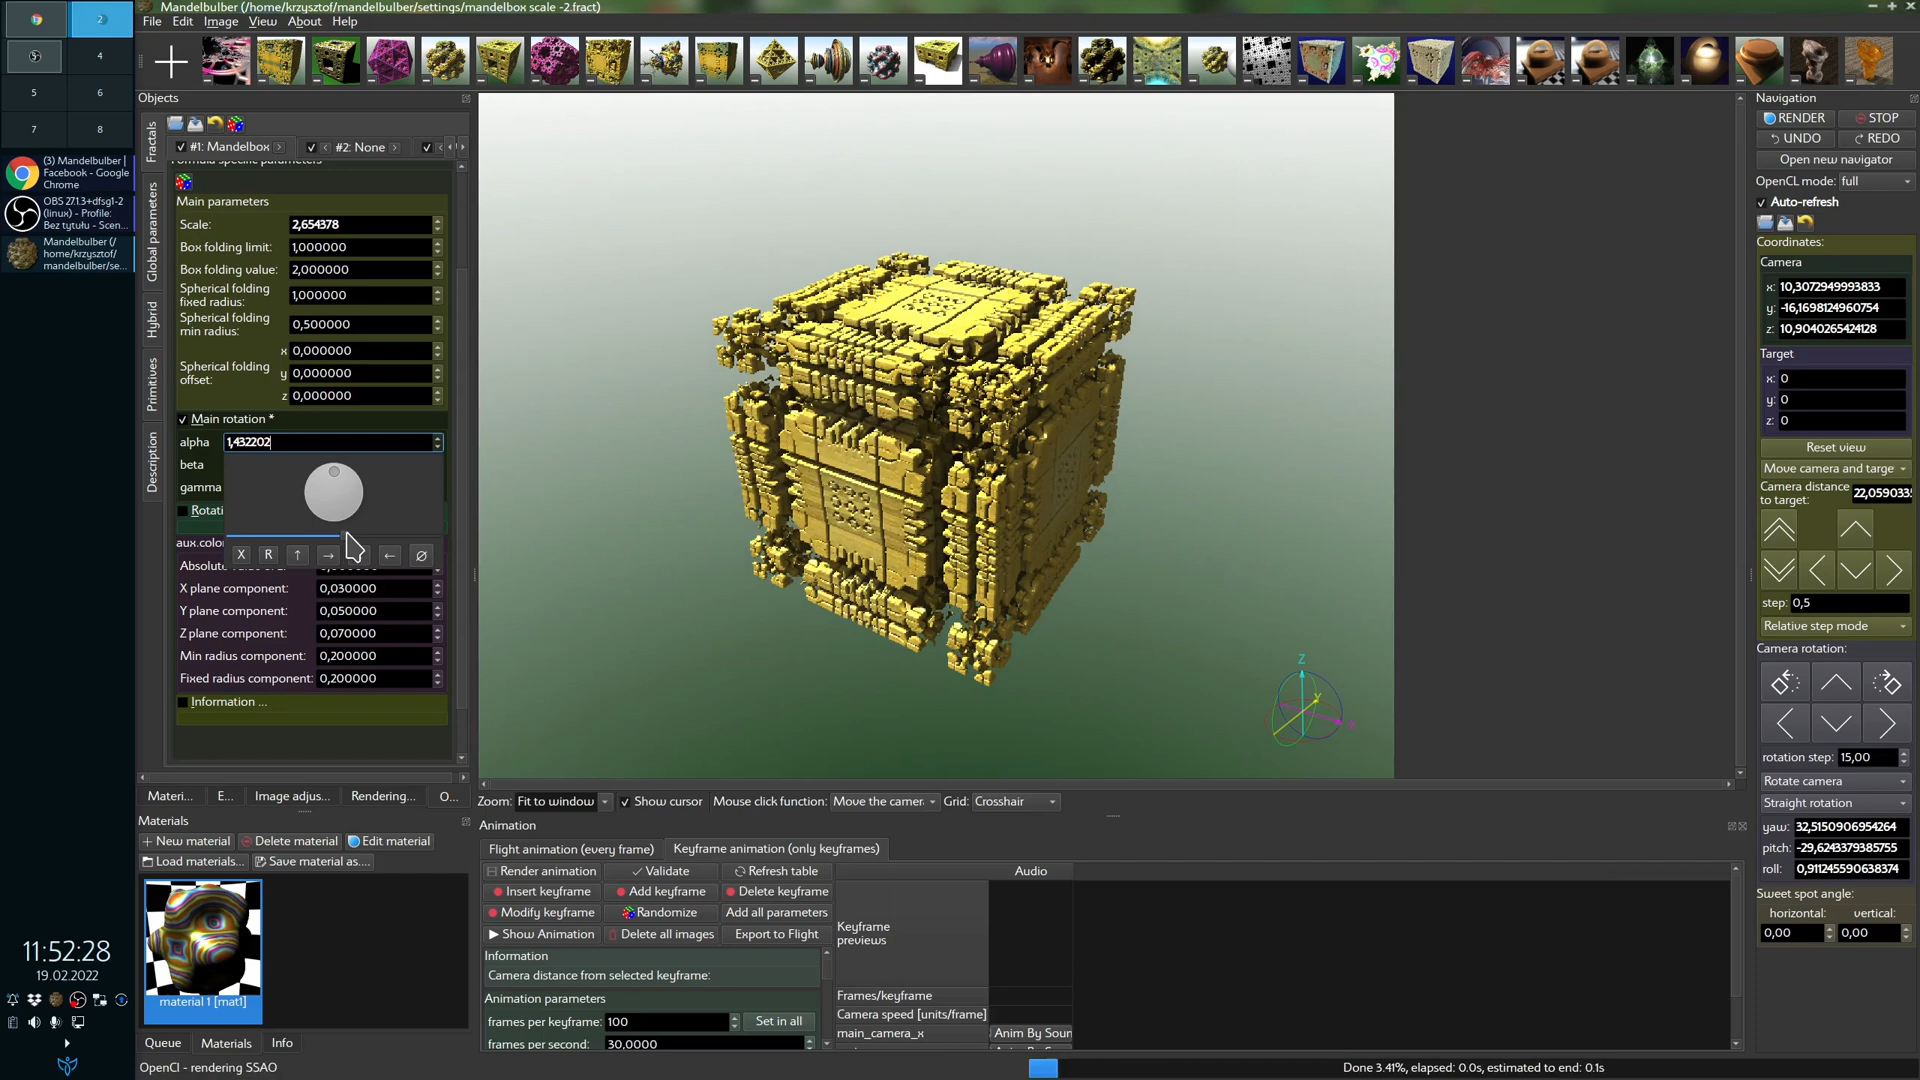 Mandelbulber (/home/krzysztof/mandelbulber/settings/mandelbox scale -2.fract)
2
4
5
6
7
8
(3) Mandelbulber | Facebook - Google Chrome
OBS 27.1.3+dfsg1-2 (linux) - Profile: Bez tytułu - Scen...
Mandelbulber (/home/krzysztof/mandelbulber/se...
11:52:28
19.02.2022
File Edit Image View About Help
Objects
Fractals
Global parameters
Hybrid
Primitives
Description
#1: Mandelbox
#2: None
Formula specific parameters
Main parameters
Scale: 2,654378
Box folding limit: 1,000000
Box folding value: 2,000000
Spherical folding fixed radius: 1,000000
Spherical folding min radius: 0,500000
Spherical folding offset:
x 0,000000
y 0,000000
z 0,000000
Main rotation *
alpha 1,432202
beta
gamma
Rotati
X R ↑ → ← ∅
aux.color
X plane component: 0,030000
Y plane component: 0,050000
Z plane component: 0,070000
Min radius component: 0,200000
Fixed radius component: 0,200000
Information ...
Materi... E... Image adjus... Rendering... O...
Materials
New material Delete material Edit material
Load materials... Save material as....
material 1 [mat1]
Queue Materials Info
OpenCl - rendering SSAO
Z
Y
X
Zoom: Fit to window Show cursor Mouse click function: Move the camer Grid: Crosshair
Animation
Flight animation (every frame) Keyframe animation (only keyframes)
Render animation Validate Refresh table
Insert keyframe Add keyframe Delete keyframe
Modify keyframe Randomize Add all parameters
Show Animation Delete all images Export to Flight
Information
Camera distance from selected keyframe:
Animation parameters
frames per keyframe: 100 Set in all
frames per second: 30,0000
Audio
Keyframe previews
Frames/keyframe
Camera speed [units/frame]
main_camera_x Anim By Soun
Done 3.41%, elapsed: 0.0s, estimated to end: 0.1s
Navigation
RENDER STOP
UNDO REDO
Open new navigator
OpenCL mode: full
Auto-refresh
Coordinates:
Camera
x: 10,3072949993833
y: -16,1698124960754
z: 10,9040265424128
Target
x: 0
y: 0
z: 0
Reset view
Move camera and targe
Camera distance to target: 22,0590335
step: 0,5
Relative step mode
Camera rotation:
rotation step: 15,00
Rotate camera
Straight rotation
yaw: 32,5150906954264
pitch: -29,6243379385755
roll: 0,911245590638374
Sweet spot angle:
horizontal: vertical:
0,00 0,00